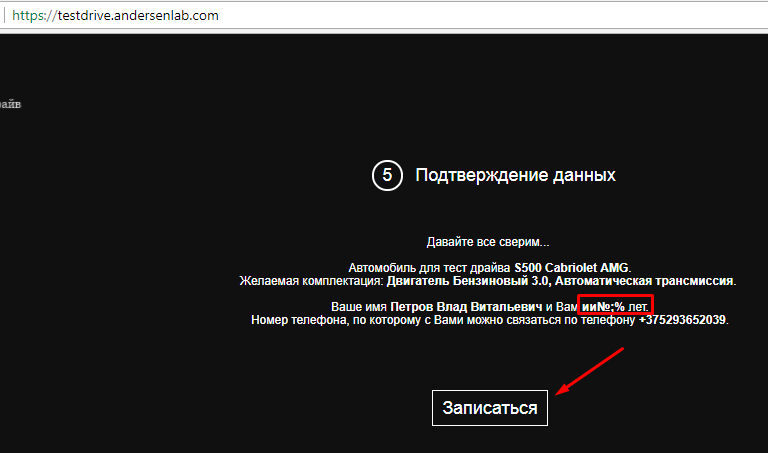 https://testdrive.andersenlab.com
райв
5 Подтверждение данных
Давайте все сверим...
Автомобиль для тест драйва S500 Cabriolet AMG.
Желаемая комплектация: Двигатель Бензиновый 3.0, Автоматическая трансмиссия.
Ваше имя Петров Влад Витальевич и Вам ии№;% лет.
Номер телефона, по которому с Вами можно связаться по телефону +375293652039.
Записаться